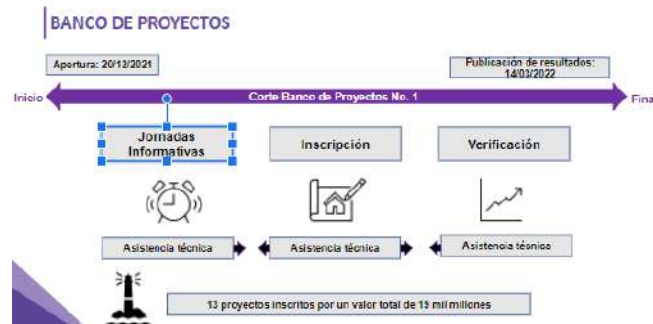 BANCO DE PROYECTOS
Apertura: 20/12/2021
Publicación de resultados:
14/03/2022
Inicio
Corte Banco de Proyectos No. 1
Fina
Jornadas
Informativas
Inscripción
Verificación
Asistencia técnica
Asistencia técnica
Asistencia técnica
13 proyectos inscritos por un valor total de 19 mil millones